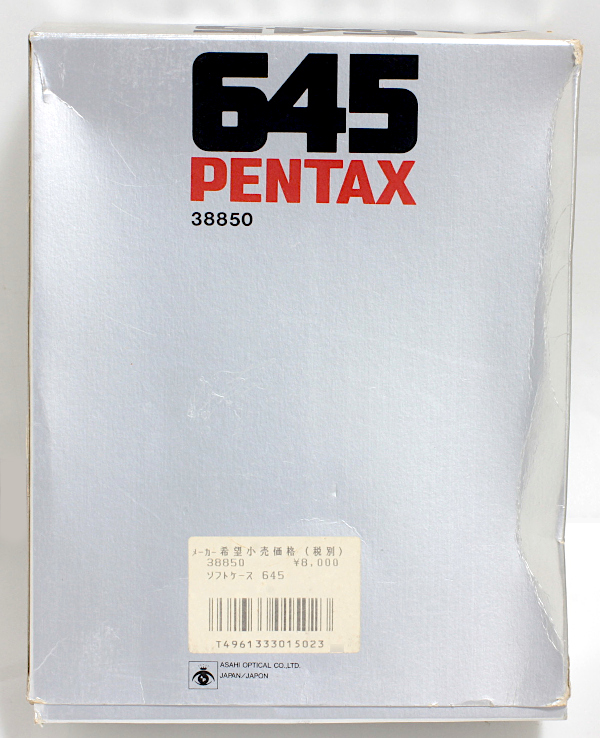 645
PENTAX
38850
メーカー希望小売価格(税別)
38850 ¥8,000
ソフトケース 645
T4961333015023
ASAHI OPTICAL CO.,LTD.
JAPAN/JAPON